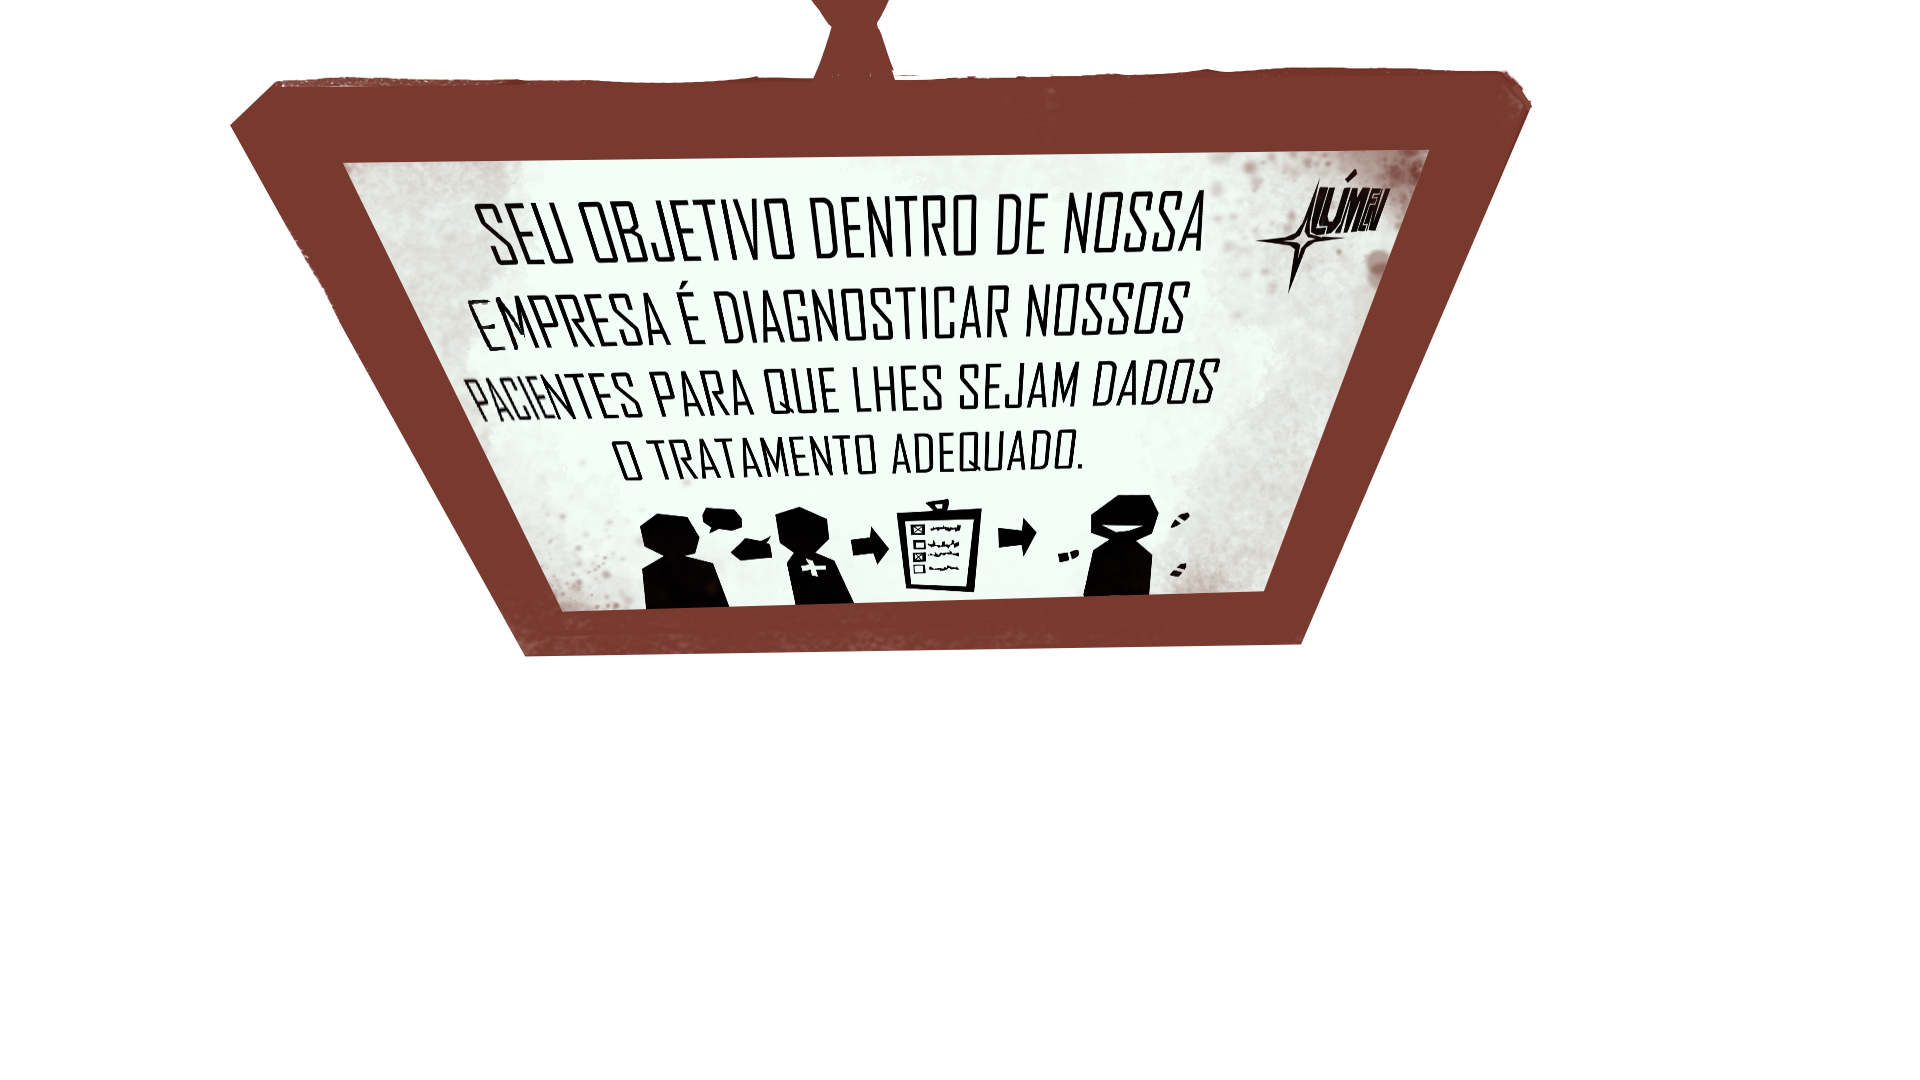 SEU OBJETIVO DENTRO DE NOSSA
EMPRESA É DIAGNOSTICAR NOSSOS
PACIENTES PARA QUE LHES SEJAM DADOS
O TRATAMENTO ADEQUADO.
LÚMEN